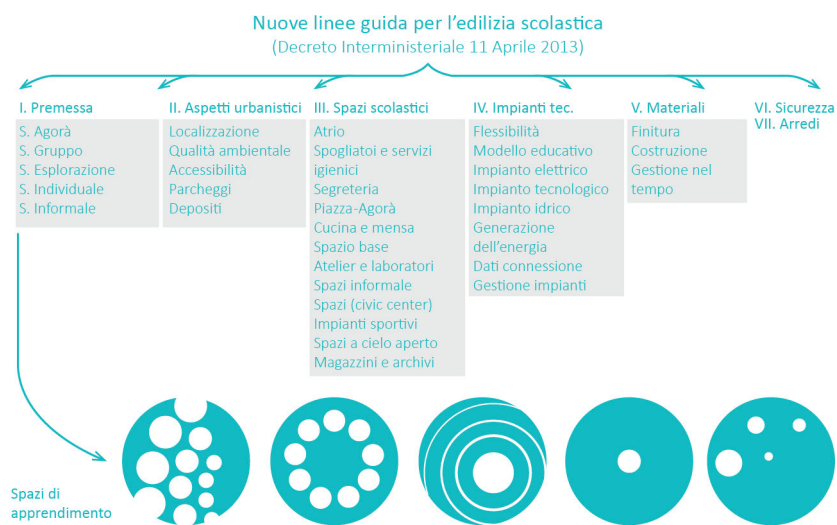 Nuove linee guida per l'edilizia scolastica
(Decreto Interministeriale 11 Aprile 2013)
I. Premessa
S. Agorà
S. Gruppo
S. Esplorazione
S. Individuale
S. Informale
II. Aspetti urbanistici
Localizzazione
Qualità ambientale
Accessibilità
Parcheggi
Depositi
III. Spazi scolastici
Atrio
Spogliatoi e servizi
igienici
Segreteria
Piazza-Agorà
Cucina e mensa
Spazio base
Atelier e laboratori
Spazi informale
Spazi (civic center)
Impianti sportivi
Spazi a cielo aperto
Magazzini e archivi
IV. Impianti tec.
Flessibilità
Modello educativo
Impianto elettrico
Impianto tecnologico
Impianto idrico
Generazione
dell'energia
Dati connessione
Gestione impianti
V. Materiali
Finitura
Costruzione
Gestione nel
tempo
VI. Sicurezza
VII. Arredi
Spazi di
apprendimento